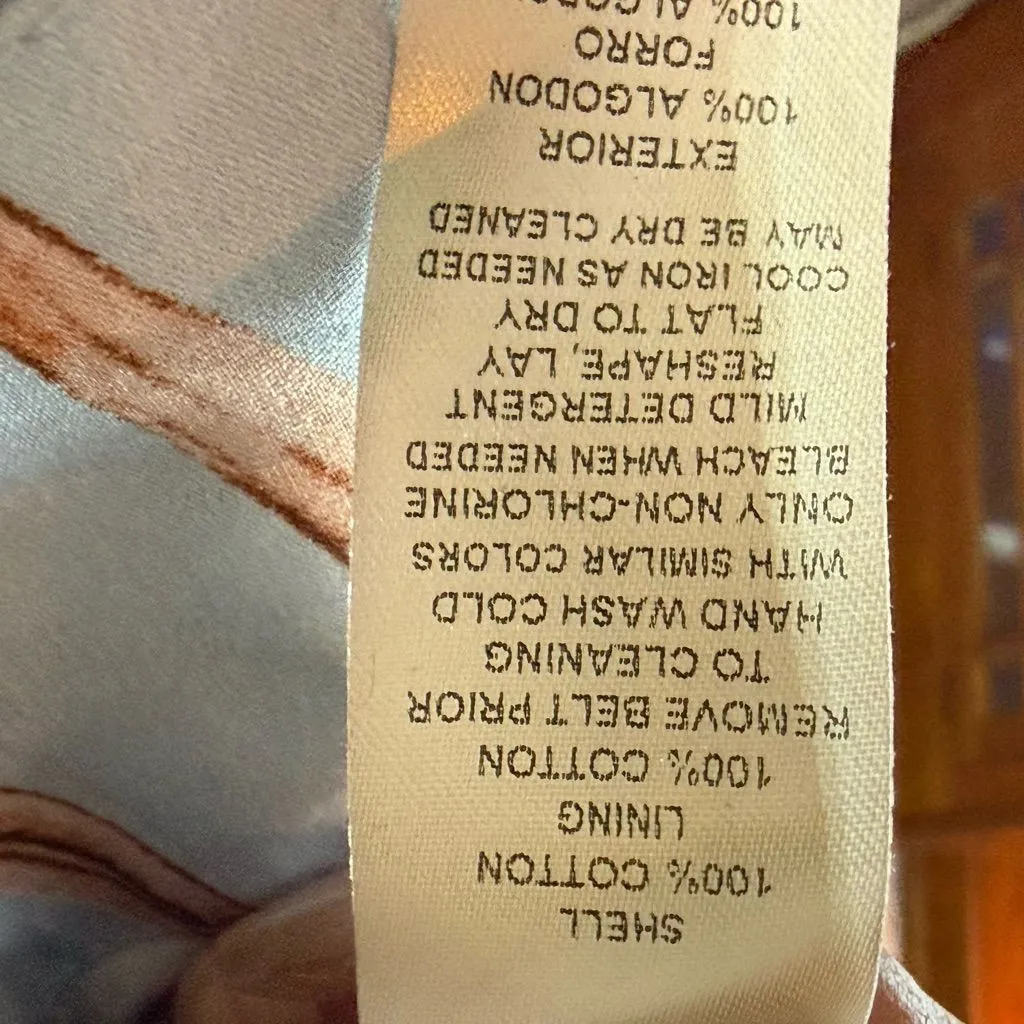 SHELL
100% COTTON
LINING
100% COTTON
REMOVE BELT PRIOR
TO CLEANING
HAND WASH COLD
WITH SIMILAR COLORS
ONLY NON-CHLORINE
BLEACH WHEN NEEDED
MILD DETERGENT
RESHAPE, LAY
FLAT TO DRY
COOL IRON AS NEEDED
MAY BE DRY CLEANED
EXTERIOR
100% ALGODON
FORRO
100%